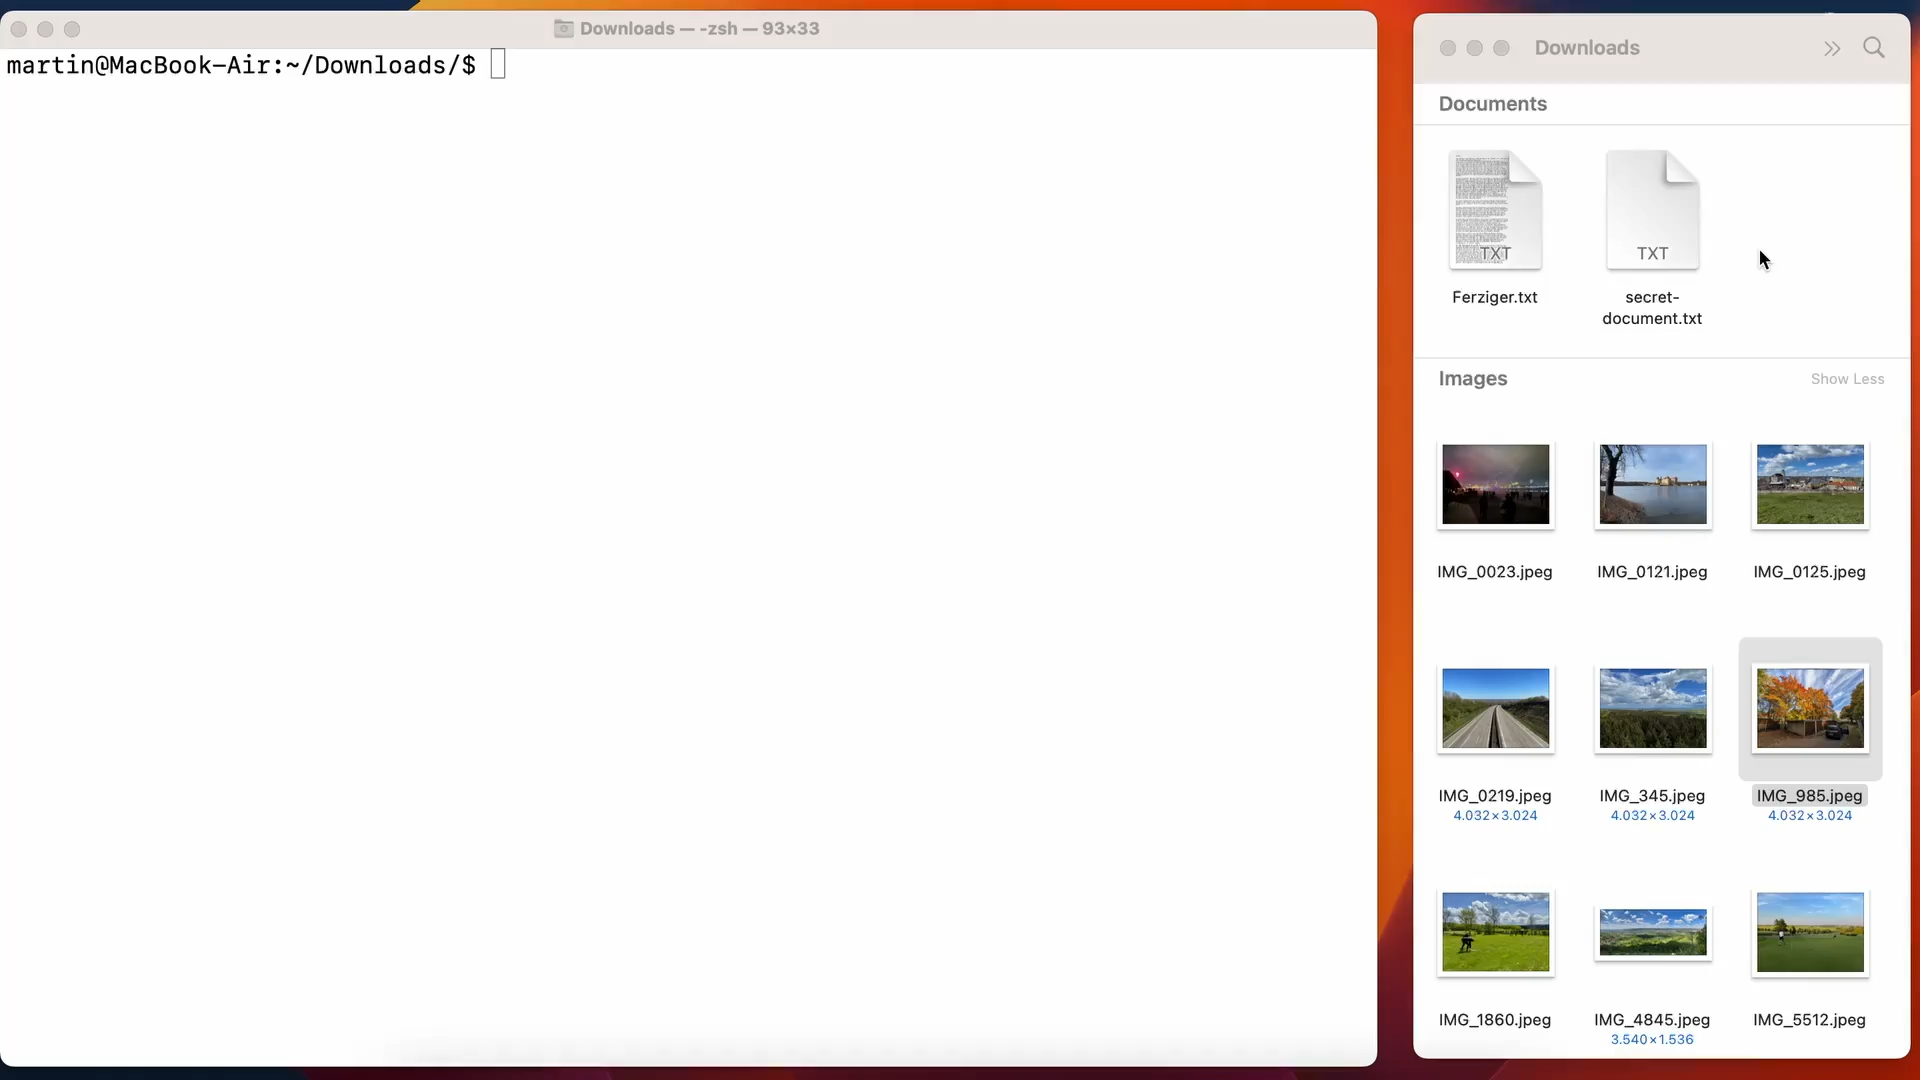 Downloads — -zsh — 93×33
martin@MacBook-Air:~/Downloads/$
Downloads
Documents
TXT
TXT
Ferziger.txt
secret-
document.txt
Images
Show Less
IMG_0023.jpeg
IMG_0121.jpeg
IMG_0125.jpeg
IMG_0219.jpeg
4.032×3.024
IMG_345.jpeg
4.032×3.024
IMG_985.jpeg
4.032×3.024
IMG_1860.jpeg
IMG_4845.jpeg
3.540×1.536
IMG_5512.jpeg